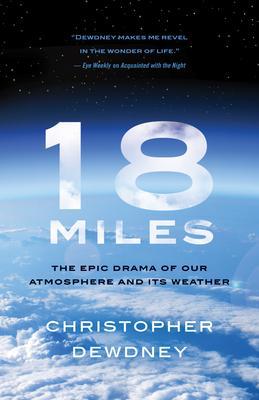 "DEWDNEY MAKES ME REVEL
IN THE WONDER OF LIFE."
— Eye Weekly on Acquainted with the Night
18
MILES
THE EPIC DRAMA OF OUR
ATMOSPHERE AND ITS WEATHER
CHRISTOPHER
DEWDNEY